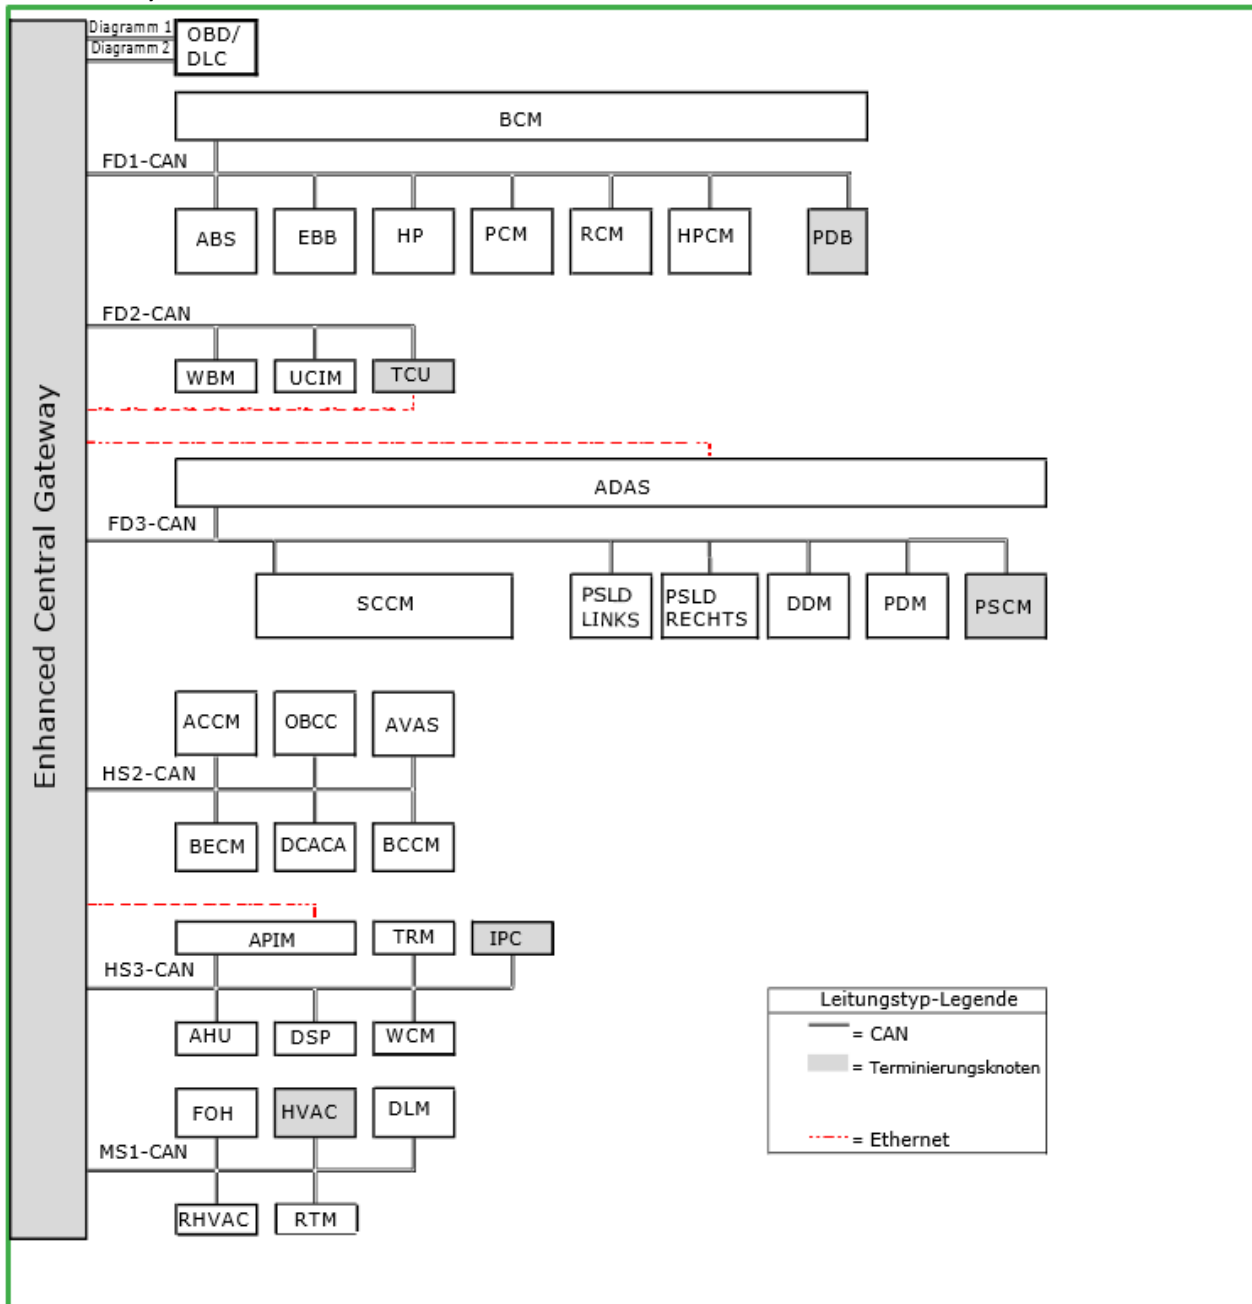 Diagramm 1
Diagramm 2
OBD/
DLC
BCM
FD1-CAN
ABS
EBB
HP
PCM
RCM
HPCM
PDB
FD2-CAN
WBM
UCIM
TCU
Enhanced Central Gateway
ADAS
FD3-CAN
SCCM
PSLD
LINKS
PSLD
RECHTS
DDM
PDM
PSCM
ACCM
OBCC
AVAS
HS2-CAN
BECM
DCACA
BCCM
APIM
TRM
IPC
HS3-CAN
AHU
DSP
WCM
Leitungstyp-Legende
= CAN
= Terminierungsknoten
= Ethernet
FOH
HVAC
DLM
MS1-CAN
RHVAC
RTM